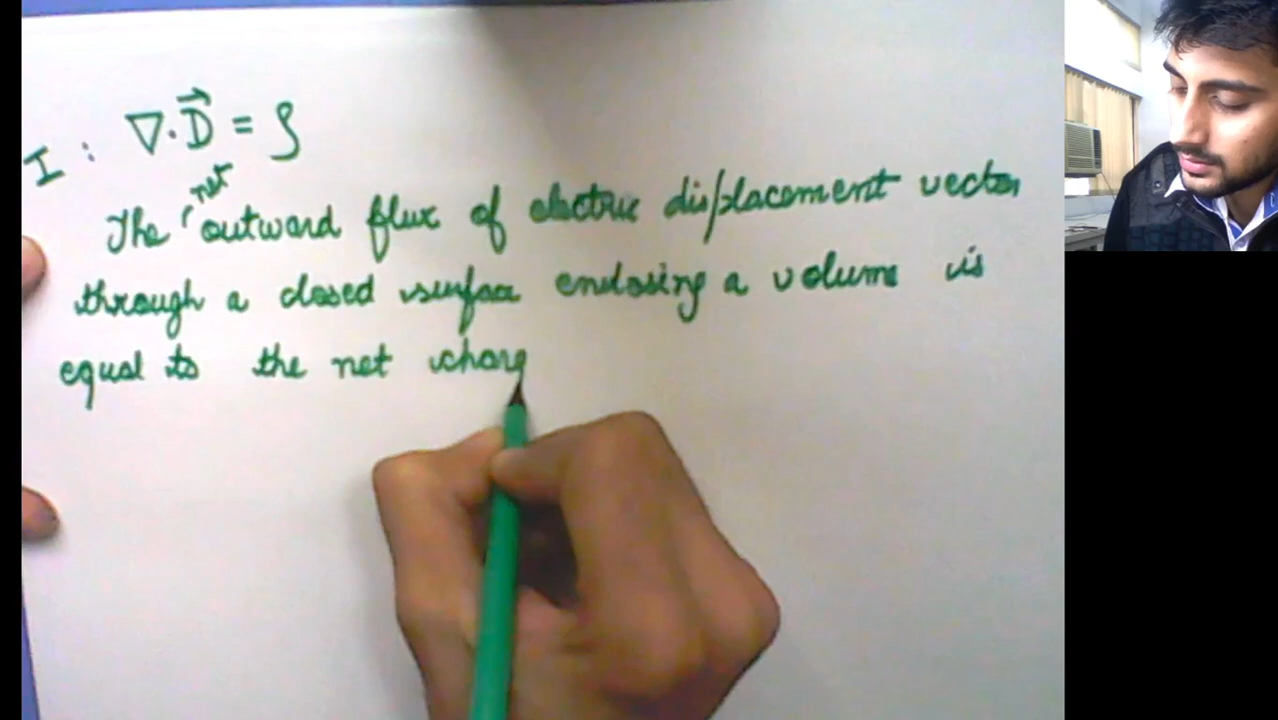 I : ∇·D⃗ = ρ
The net outward flux of electric displacement vector
through a closed surface enclosing a volume is
equal to the net charg